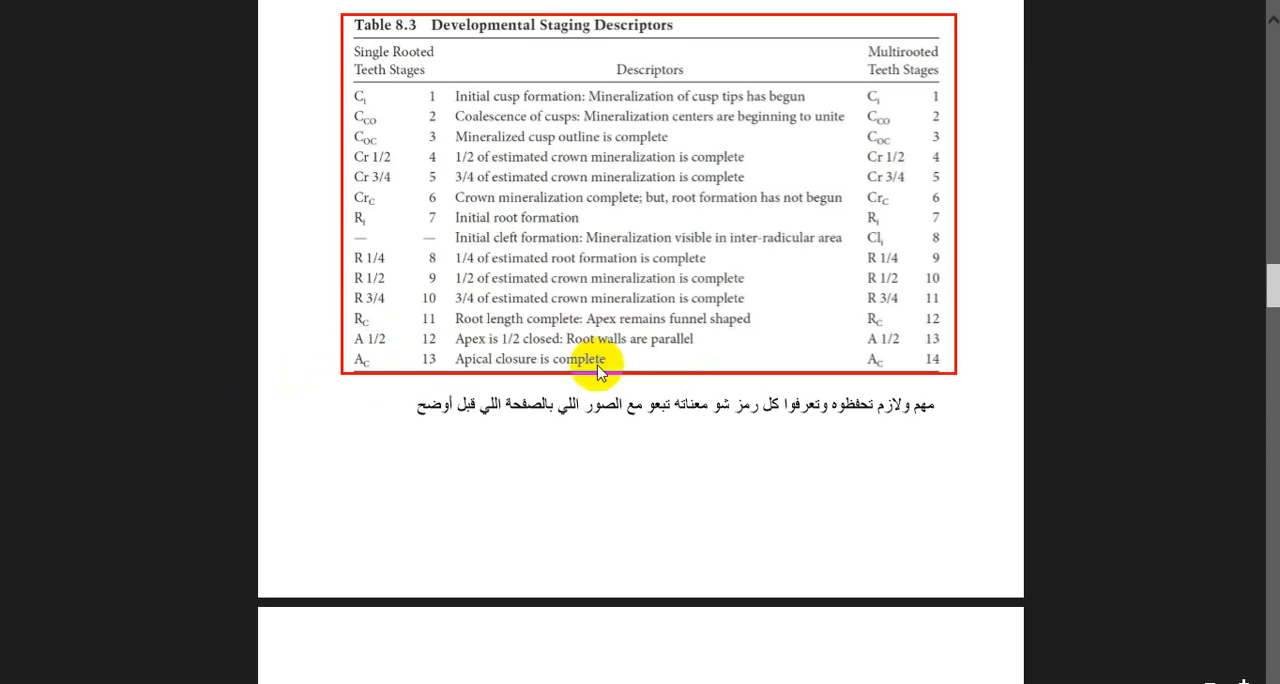 Table 8.3 Developmental Staging Descriptors
Single Rooted Multirooted
Teeth Stages Descriptors Teeth Stages
Ci 1 Initial cusp formation: Mineralization of cusp tips has begun Ci 1
CCO 2 Coalescence of cusps: Mineralization centers are beginning to unite CCO 2
COC 3 Mineralized cusp outline is complete COC 3
Cr 1/2 4 1/2 of estimated crown mineralization is complete Cr 1/2 4
Cr 3/4 5 3/4 of estimated crown mineralization is complete Cr 3/4 5
CrC 6 Crown mineralization complete; but, root formation has not begun CrC 6
Ri 7 Initial root formation Ri 7
— — Initial cleft formation: Mineralization visible in inter-radicular area Cli 8
R 1/4 8 1/4 of estimated root formation is complete R 1/4 9
R 1/2 9 1/2 of estimated crown mineralization is complete R 1/2 10
R 3/4 10 3/4 of estimated crown mineralization is complete R 3/4 11
RC 11 Root length complete: Apex remains funnel shaped RC 12
A 1/2 12 Apex is 1/2 closed: Root walls are parallel A 1/2 13
AC 13 Apical closure is complete AC 14
مهم ولازم تحفظوه وتعرفوا كل رمز شو معناته تبعو مع الصور اللي بالصفحة اللي قبل أوضح